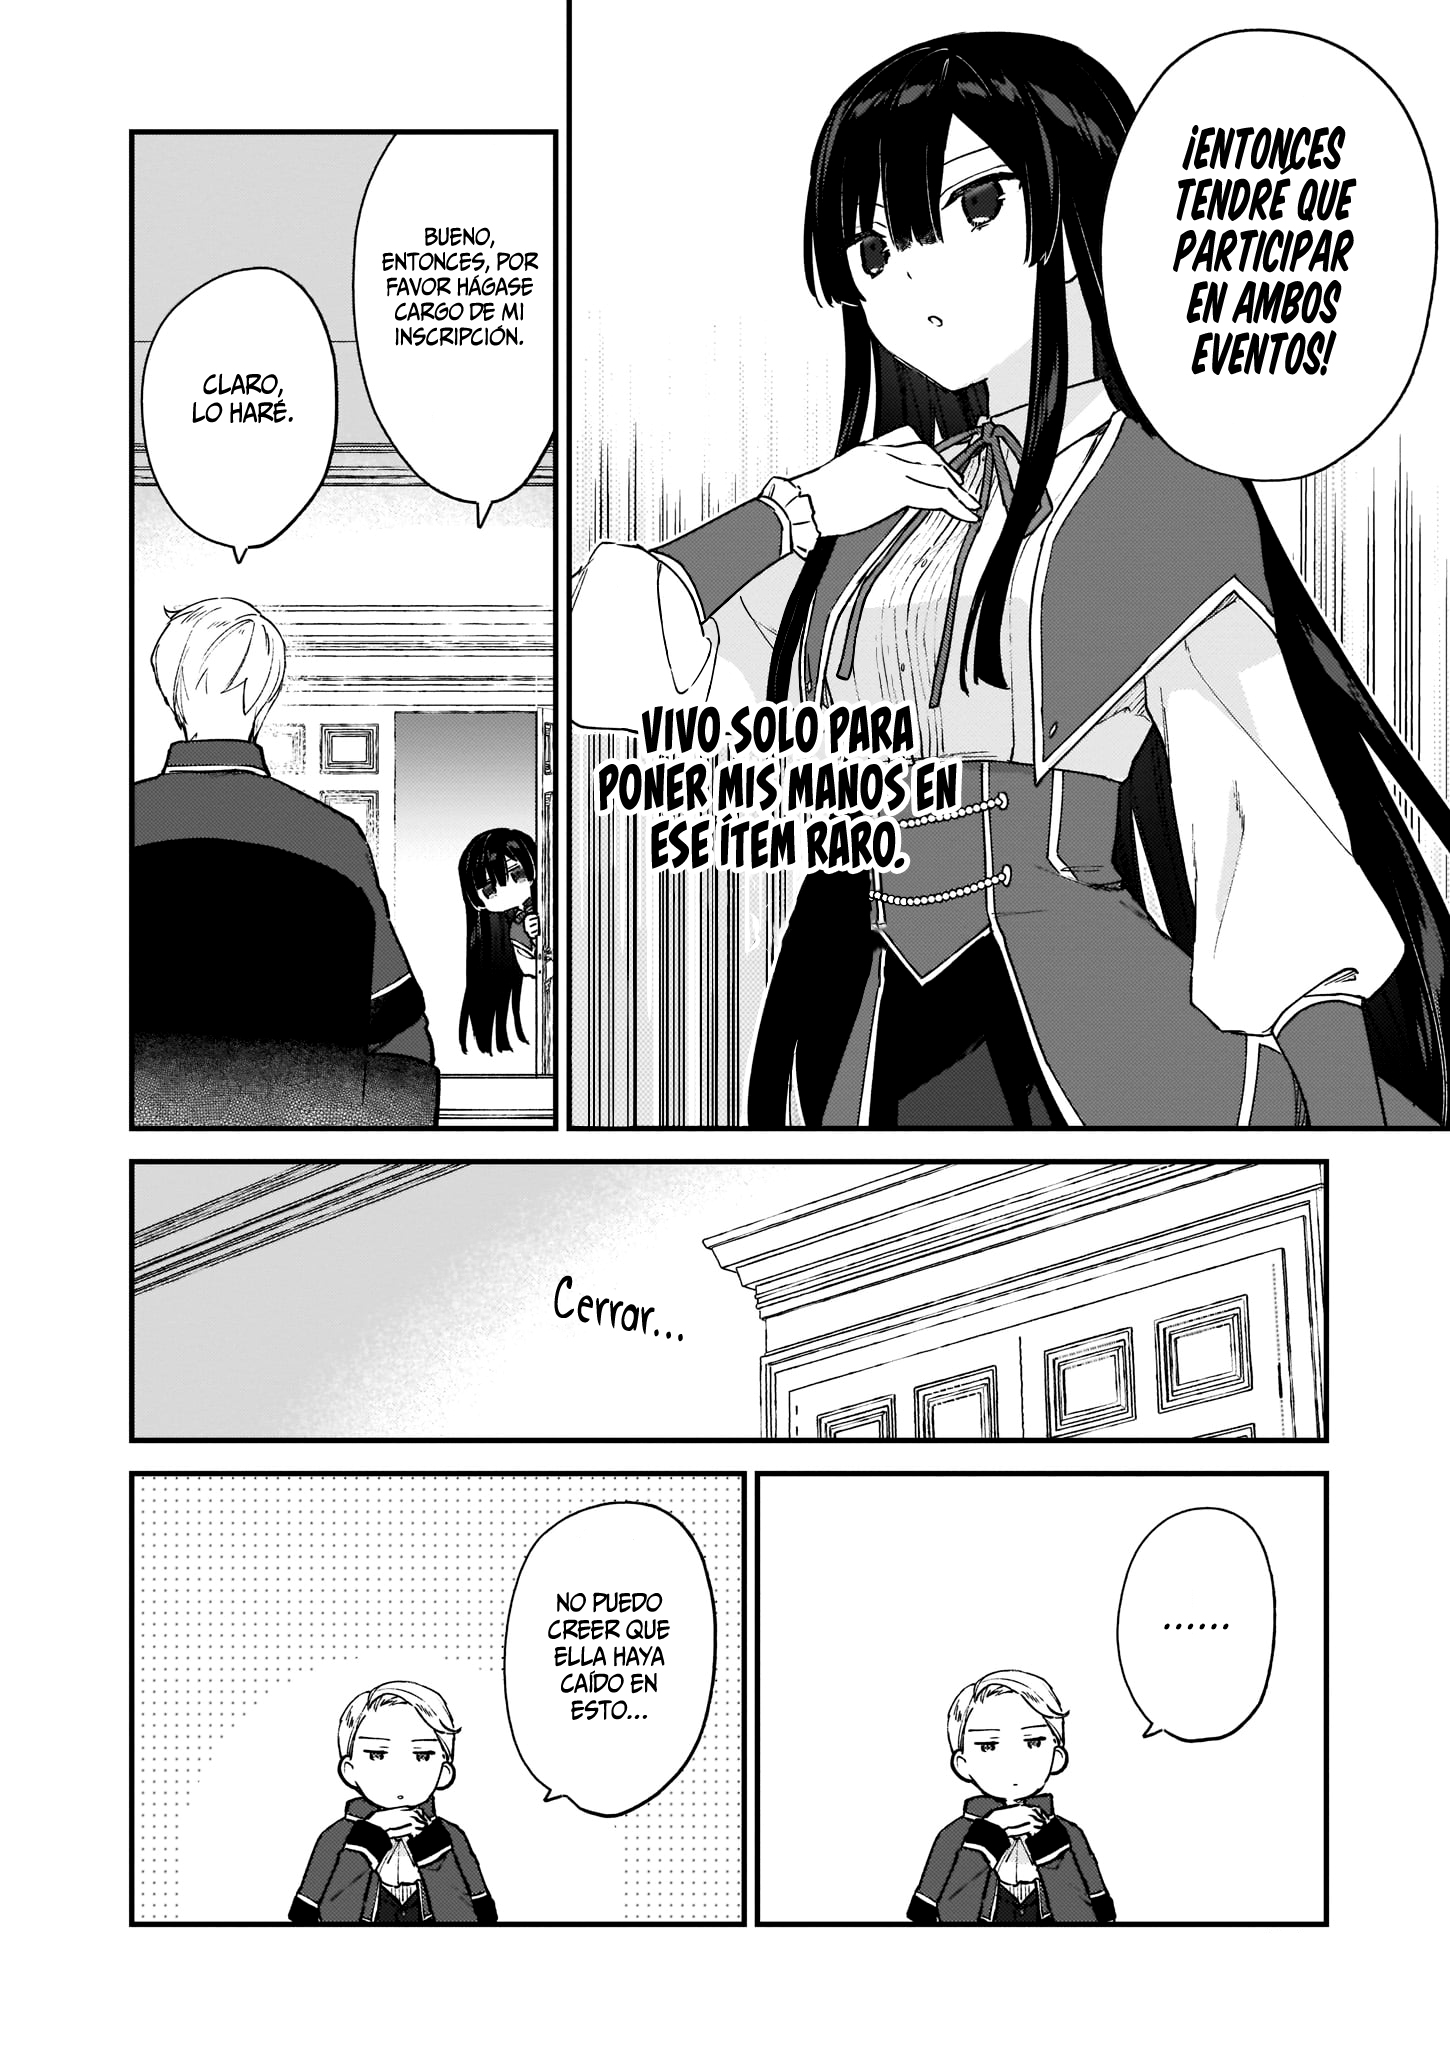 ¡ENTONCES
TENDRÉ QUE
PARTICIPAR
EN AMBOS
EVENTOS!
VIVO SOLO PARA
PONER MIS MANOS EN
ESE ÍTEM RARO.
BUENO,
ENTONCES, POR
FAVOR HÁGASE
CARGO DE MI
INSCRIPCIÓN.
CLARO,
LO HARÉ.
Cerrar...
......
NO PUEDO
CREER QUE
ELLA HAYA
CAÍDO EN
ESTO...